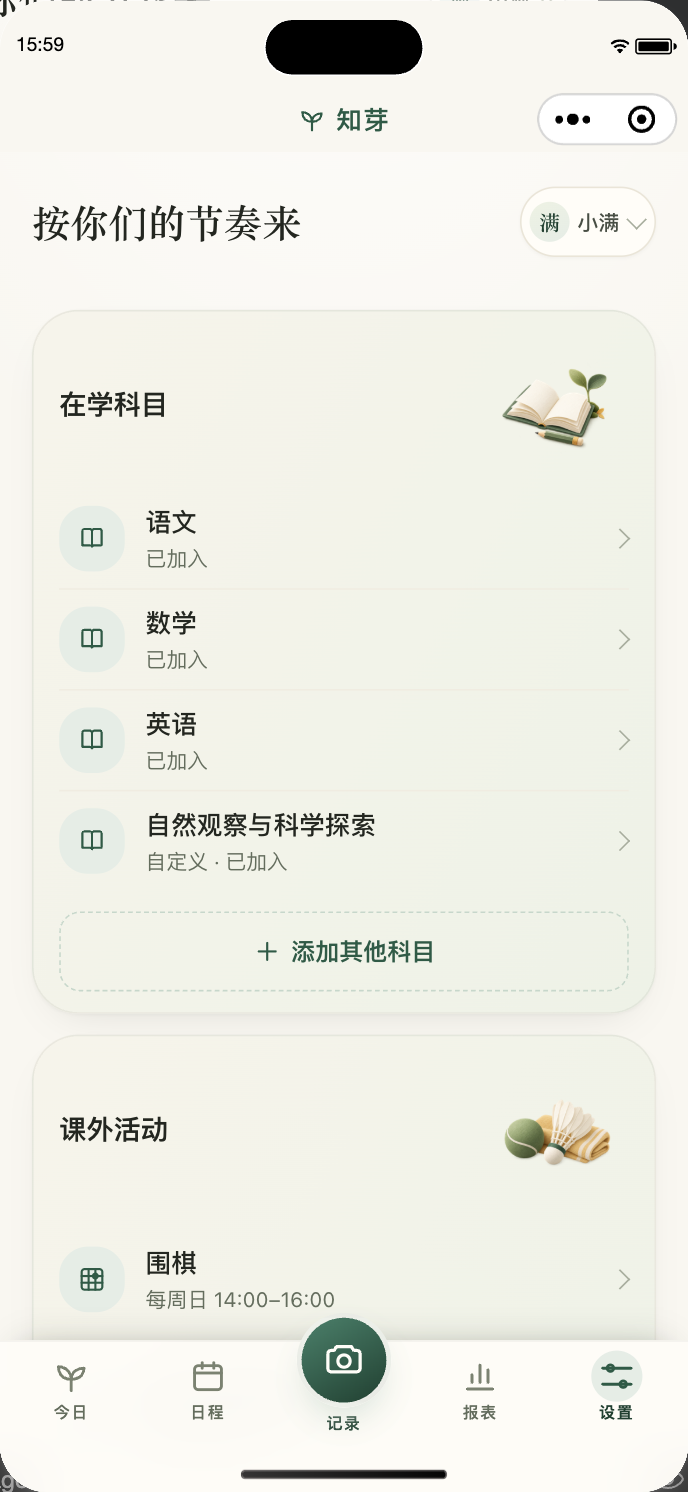 15:59
知芽
按你们的节奏来
满 小满
在学科目
语文
已加入
数学
已加入
英语
已加入
自然观察与科学探索
自定义 · 已加入
+ 添加其他科目
课外活动
围棋
每周日 14:00–16:00
今日
日程
记录
报表
设置